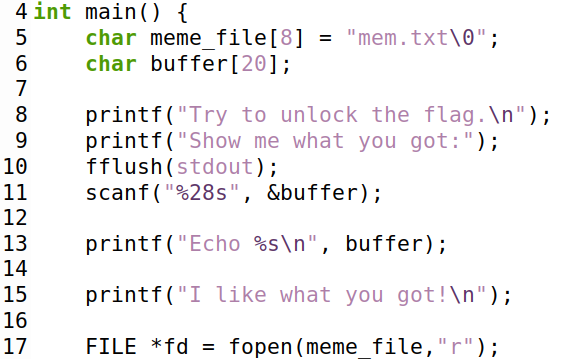 4 int main() {
5     char meme_file[8] = "mem.txt\0";
6     char buffer[20];
7
8     printf("Try to unlock the flag.\n");
9     printf("Show me what you got:");
10     fflush(stdout);
11     scanf("%28s", &buffer);
12
13     printf("Echo %s\n", buffer);
14
15     printf("I like what you got!\n");
16
17     FILE *fd = fopen(meme_file,"r");